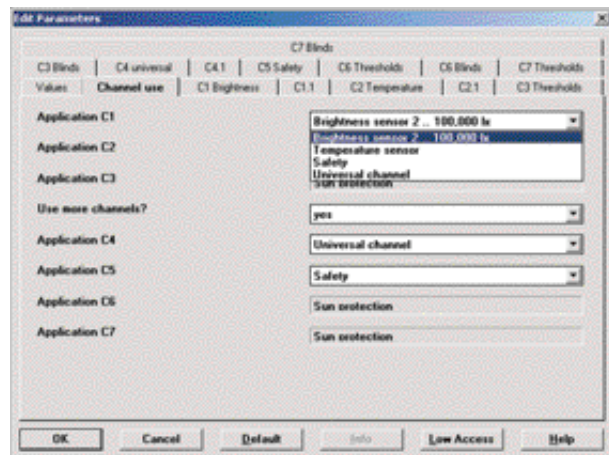 Edit Parameters
C7 Blinds
C3 Blinds C4 universal C4.1 C5 Safety C6 Thresholds C6 Blinds C7 Thresholds
Values Channel use C1 Brightness C1.1 C2 Temperature C2.1 C3 Thresholds
Application C1 Brightness sensor 2 .. 100,000 lx
Brightness sensor 2 .. 100,000 lx
Application C2 Temperature sensor
Safety
Universal channel
Application C3 Sun protection
Use more channels? yes
Application C4 Universal channel
Application C5 Safety
Application C6 Sun protection
Application C7 Sun protection
OK Cancel Default Info Low Access Help